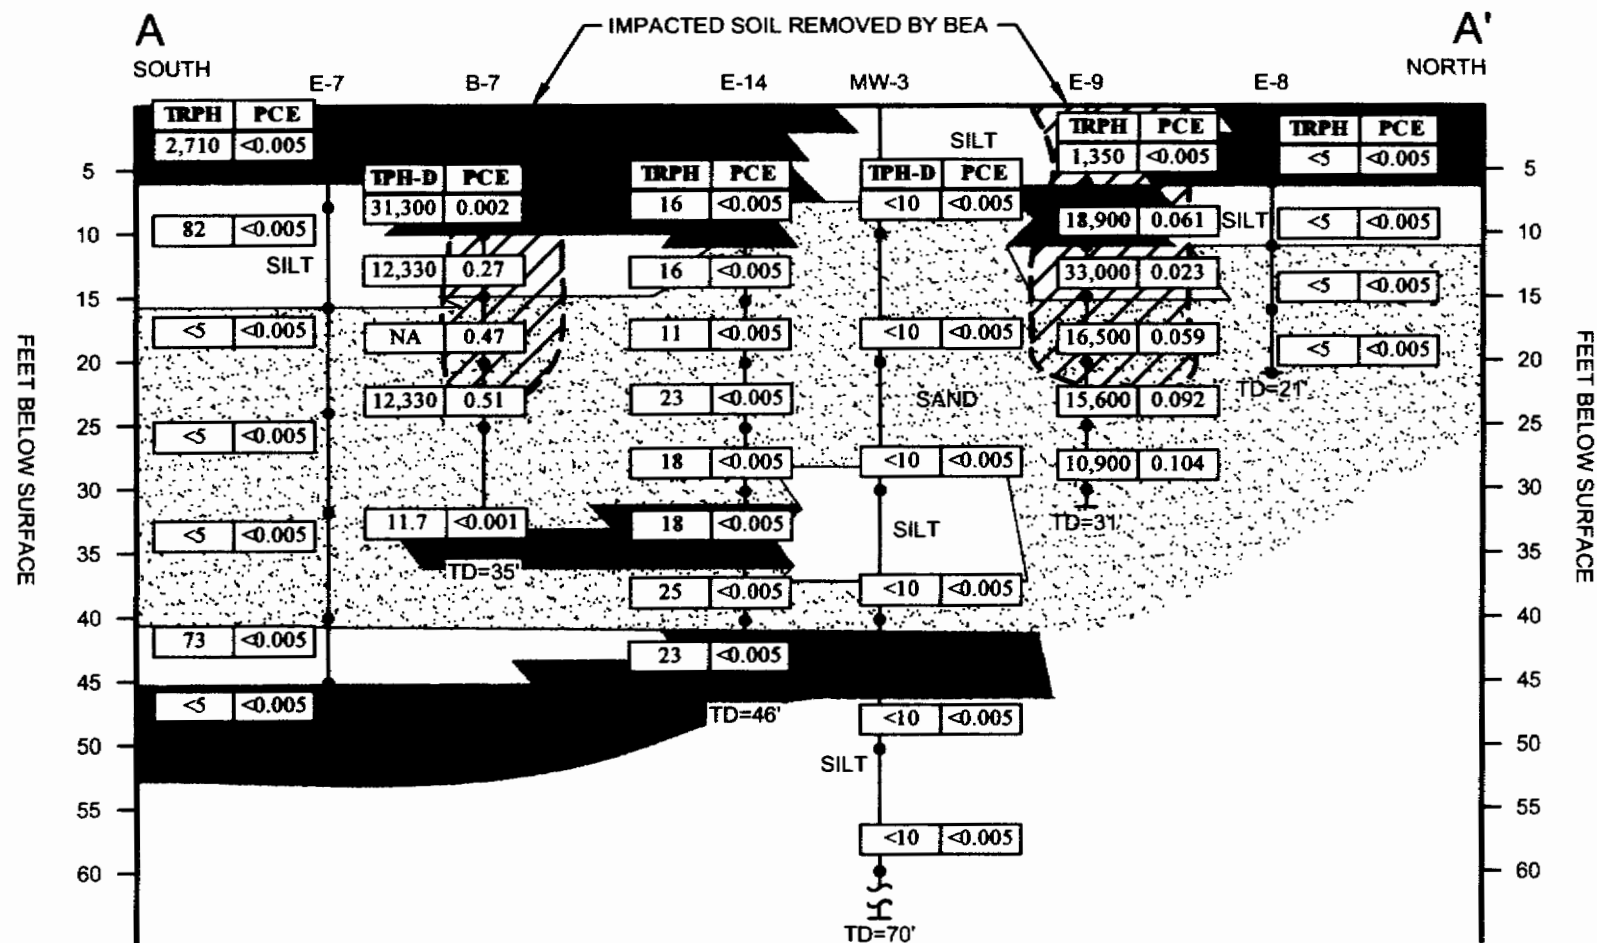 A
IMPACTED SOIL REMOVED BY BEA
A'
SOUTH
NORTH
E-7
B-7
E-14
MW-3
E-9
E-8
TRPH PCE
2,710 <0.005
82 <0.005
<5 <0.005
<5 <0.005
<5 <0.005
73 <0.005
<5 <0.005
SILT
TPH-D PCE
31,300 0.002
12,330 0.27
NA 0.47
12,330 0.51
11.7 <0.001
TD=35'
TRPH PCE
16 <0.005
16 <0.005
11 <0.005
23 <0.005
18 <0.005
18 <0.005
25 <0.005
23 <0.005
TD=46'
SILT
TPH-D PCE
<10 <0.005
<10 <0.005
SAND
<10 <0.005
SILT
<10 <0.005
<10 <0.005
SILT
<10 <0.005
TD=70'
TRPH PCE
1,350 <0.005
18,900 0.061
33,000 0.023
16,500 0.059
15,600 0.092
10,900 0.104
TD=31'
SILT
TRPH PCE
<5 <0.005
<5 <0.005
<5 <0.005
<5 <0.005
TD=21'
5
10
15
20
25
30
35
40
45
50
55
60
FEET BELOW SURFACE
5
10
15
20
25
30
35
40
45
50
55
60
FEET BELOW SURFACE